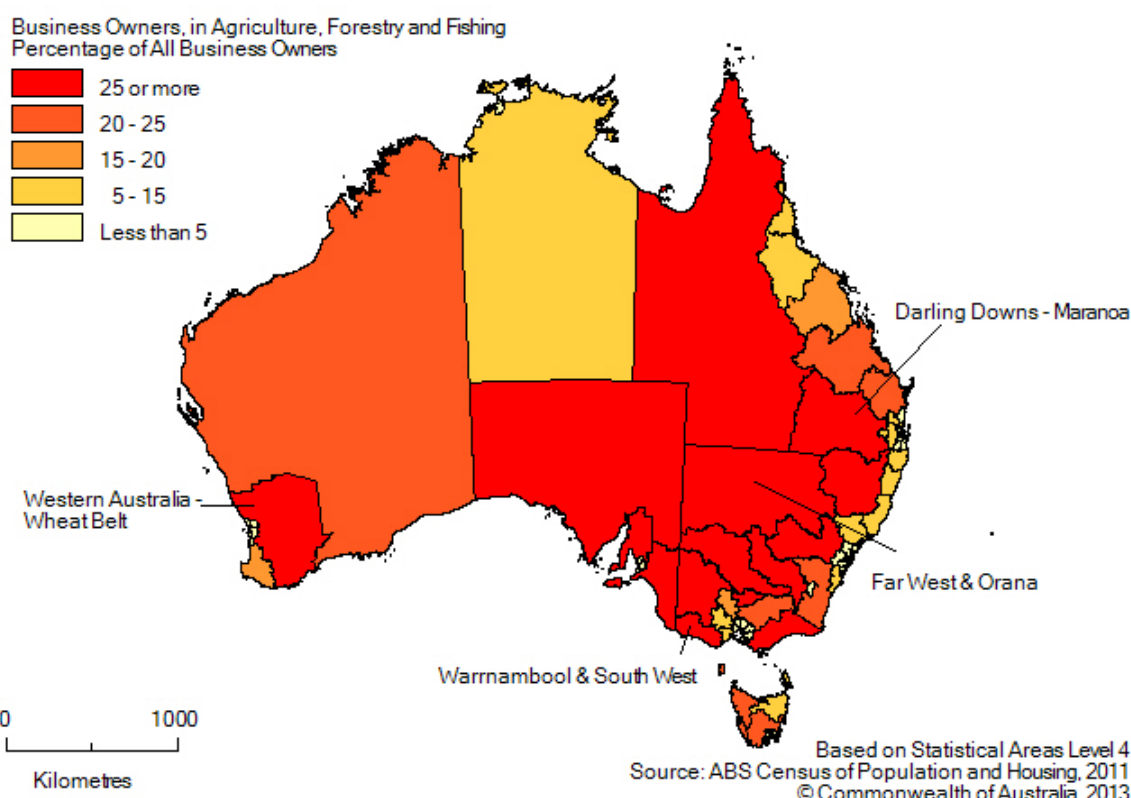 Business Owners, in Agriculture, Forestry and Fishing
Percentage of All Business Owners
25 or more
20 - 25
15 - 20
5 - 15
Less than 5
Darling Downs - Maranoa
Western Australia -
Wheat Belt
Far West & Orana
Warrnambool & South West
0 1000
Kilometres
Based on Statistical Areas Level 4
Source: ABS Census of Population and Housing, 2011
© Commonwealth of Australia, 2013